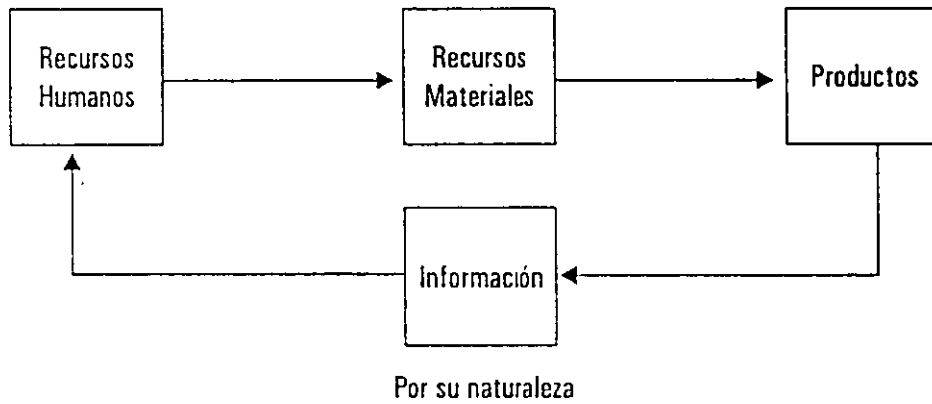 Recursos
Humanos
Recursos
Materiales
Productos
Información
Por su naturaleza